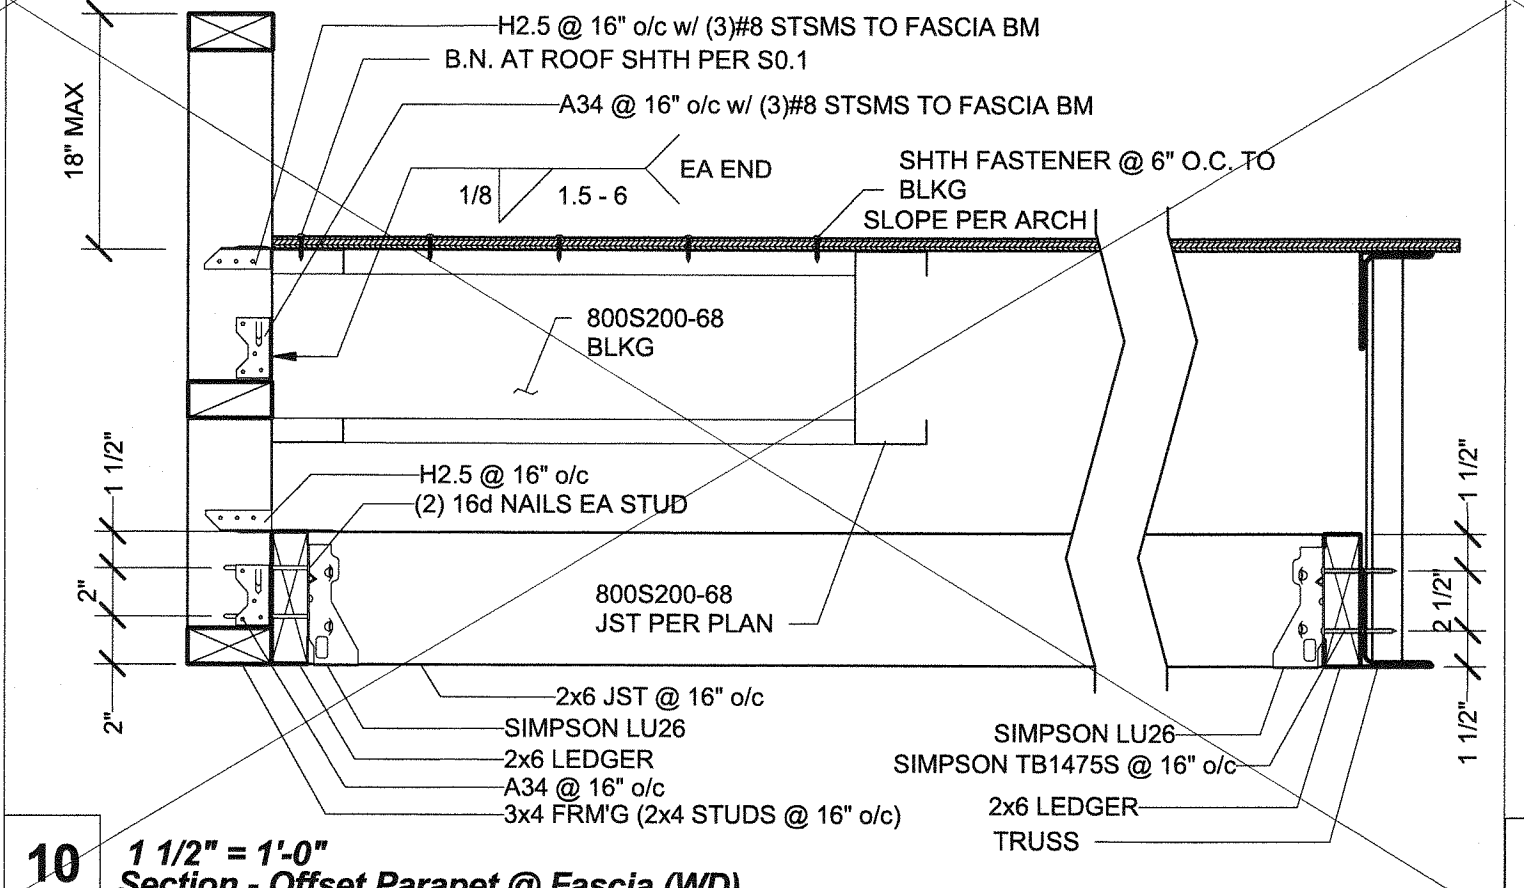 H2.5 @ 16" o/c w/ (3)#8 STSMS TO FASCIA BM
B.N. AT ROOF SHTH PER S0.1
A34 @ 16" o/c w/ (3)#8 STSMS TO FASCIA BM
18" MAX
EA END
1/8
1.5 - 6
SHTH FASTENER @ 6" O.C. TO
BLKG
SLOPE PER ARCH
800S200-68
BLKG
1 1/2"
2"
2"
H2.5 @ 16" o/c
(2) 16d NAILS EA STUD
800S200-68
JST PER PLAN
1 1/2"
2 1/2"
1 1/2"
2x6 JST @ 16" o/c
SIMPSON LU26
2x6 LEDGER
A34 @ 16" o/c
3x4 FRM'G (2x4 STUDS @ 16" o/c)
SIMPSON LU26
SIMPSON TB1475S @ 16" o/c
2x6 LEDGER
TRUSS
10
1 1/2" = 1'-0"
Section - Offset Parapet @ Fascia (WD)